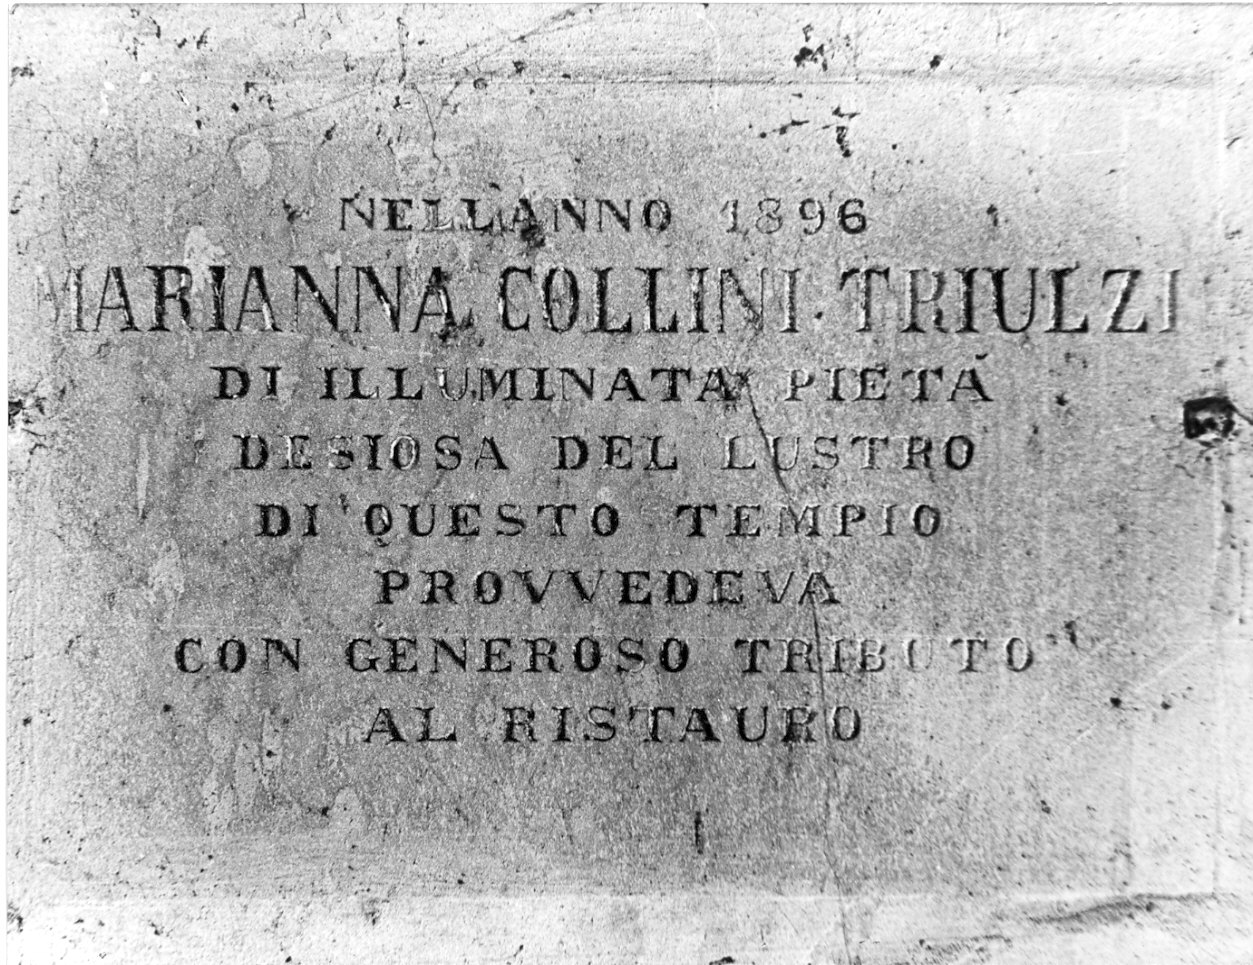 NELL'ANNO 1896
MARIANNA COLLINI.TRIULZI
DI ILLUMINATA PIETÁ
DESIOSA DEL LUSTRO
DI QUESTO TEMPIO
PROVVEDEVA
CON GENEROSO TRIBUTO
AL RISTAURO